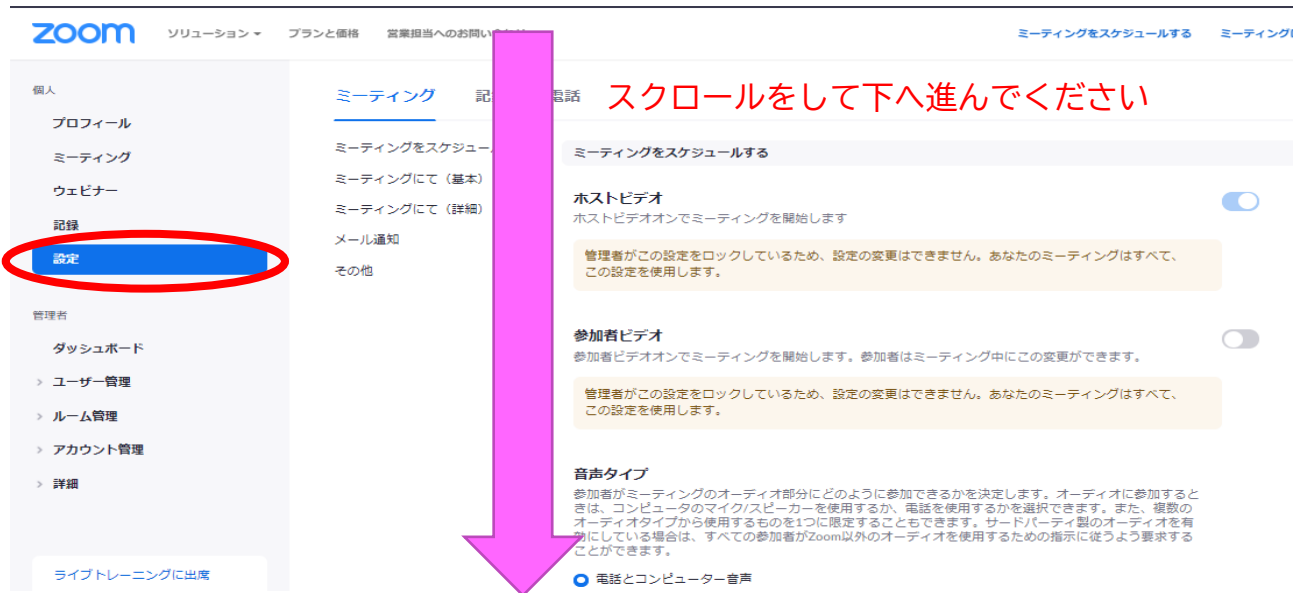 zoom ソリューション プランと価格 営業担当へのお問い ミーティングをスケジュールする ミーティング
個人
プロフィール
ミーティング
ウェビナー
記録
設定
管理者
ダッシュボード
ユーザー管理
ルーム管理
アカウント管理
詳細
ライブトレーニングに出席
ミーティング 記 電話
スクロールをして下へ進んでください
ミーティングをスケジュー
ミーティングにて（基本）
ミーティングにて（詳細）
メール通知
その他
ミーティングをスケジュールする
ホストビデオ
ホストビデオオンでミーティングを開始します
管理者がこの設定をロックしているため、設定の変更はできません。あなたのミーティングはすべて、
この設定を使用します。
参加者ビデオ
参加者ビデオオンでミーティングを開始します。参加者はミーティング中にこの変更ができます。
管理者がこの設定をロックしているため、設定の変更はできません。あなたのミーティングはすべて、
この設定を使用します。
音声タイプ
参加者がミーティングのオーディオ部分にどのように参加できるかを決定します。オーディオに参加すると
きは、コンピュータのマイク/スピーカーを使用するか、電話を使用するかを選択できます。また、複数の
オーディオタイプから使用するものを1つに限定することもできます。サードパーティ製のオーディオを有
効にしている場合は、すべての参加者がZoom以外のオーディオを使用するための指示に従うよう要求する
ことができます。
電話とコンピューター音声